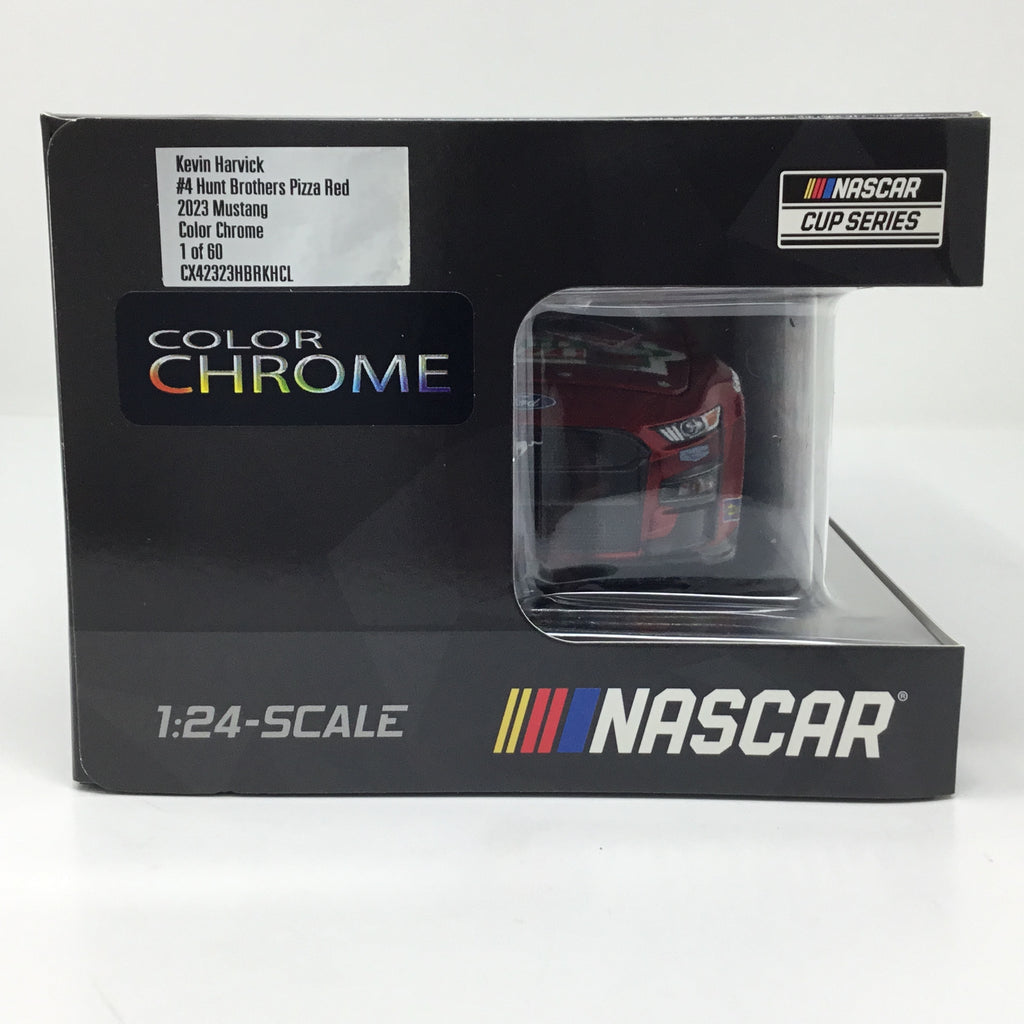 Kevin Harvick
#4 Hunt Brothers Pizza Red
2023 Mustang
Color Chrome
1 of 60
CX42323HBRKHCL
NASCAR
CUP SERIES
COLOR
CHROME
1:24-SCALE
NASCAR®